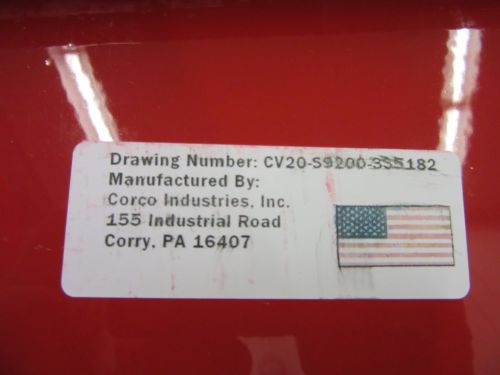 Drawing Number: CV20-S9200-335182
Manufactured By:
Corco Industries, Inc.
155 Industrial Road
Corry, PA 16407